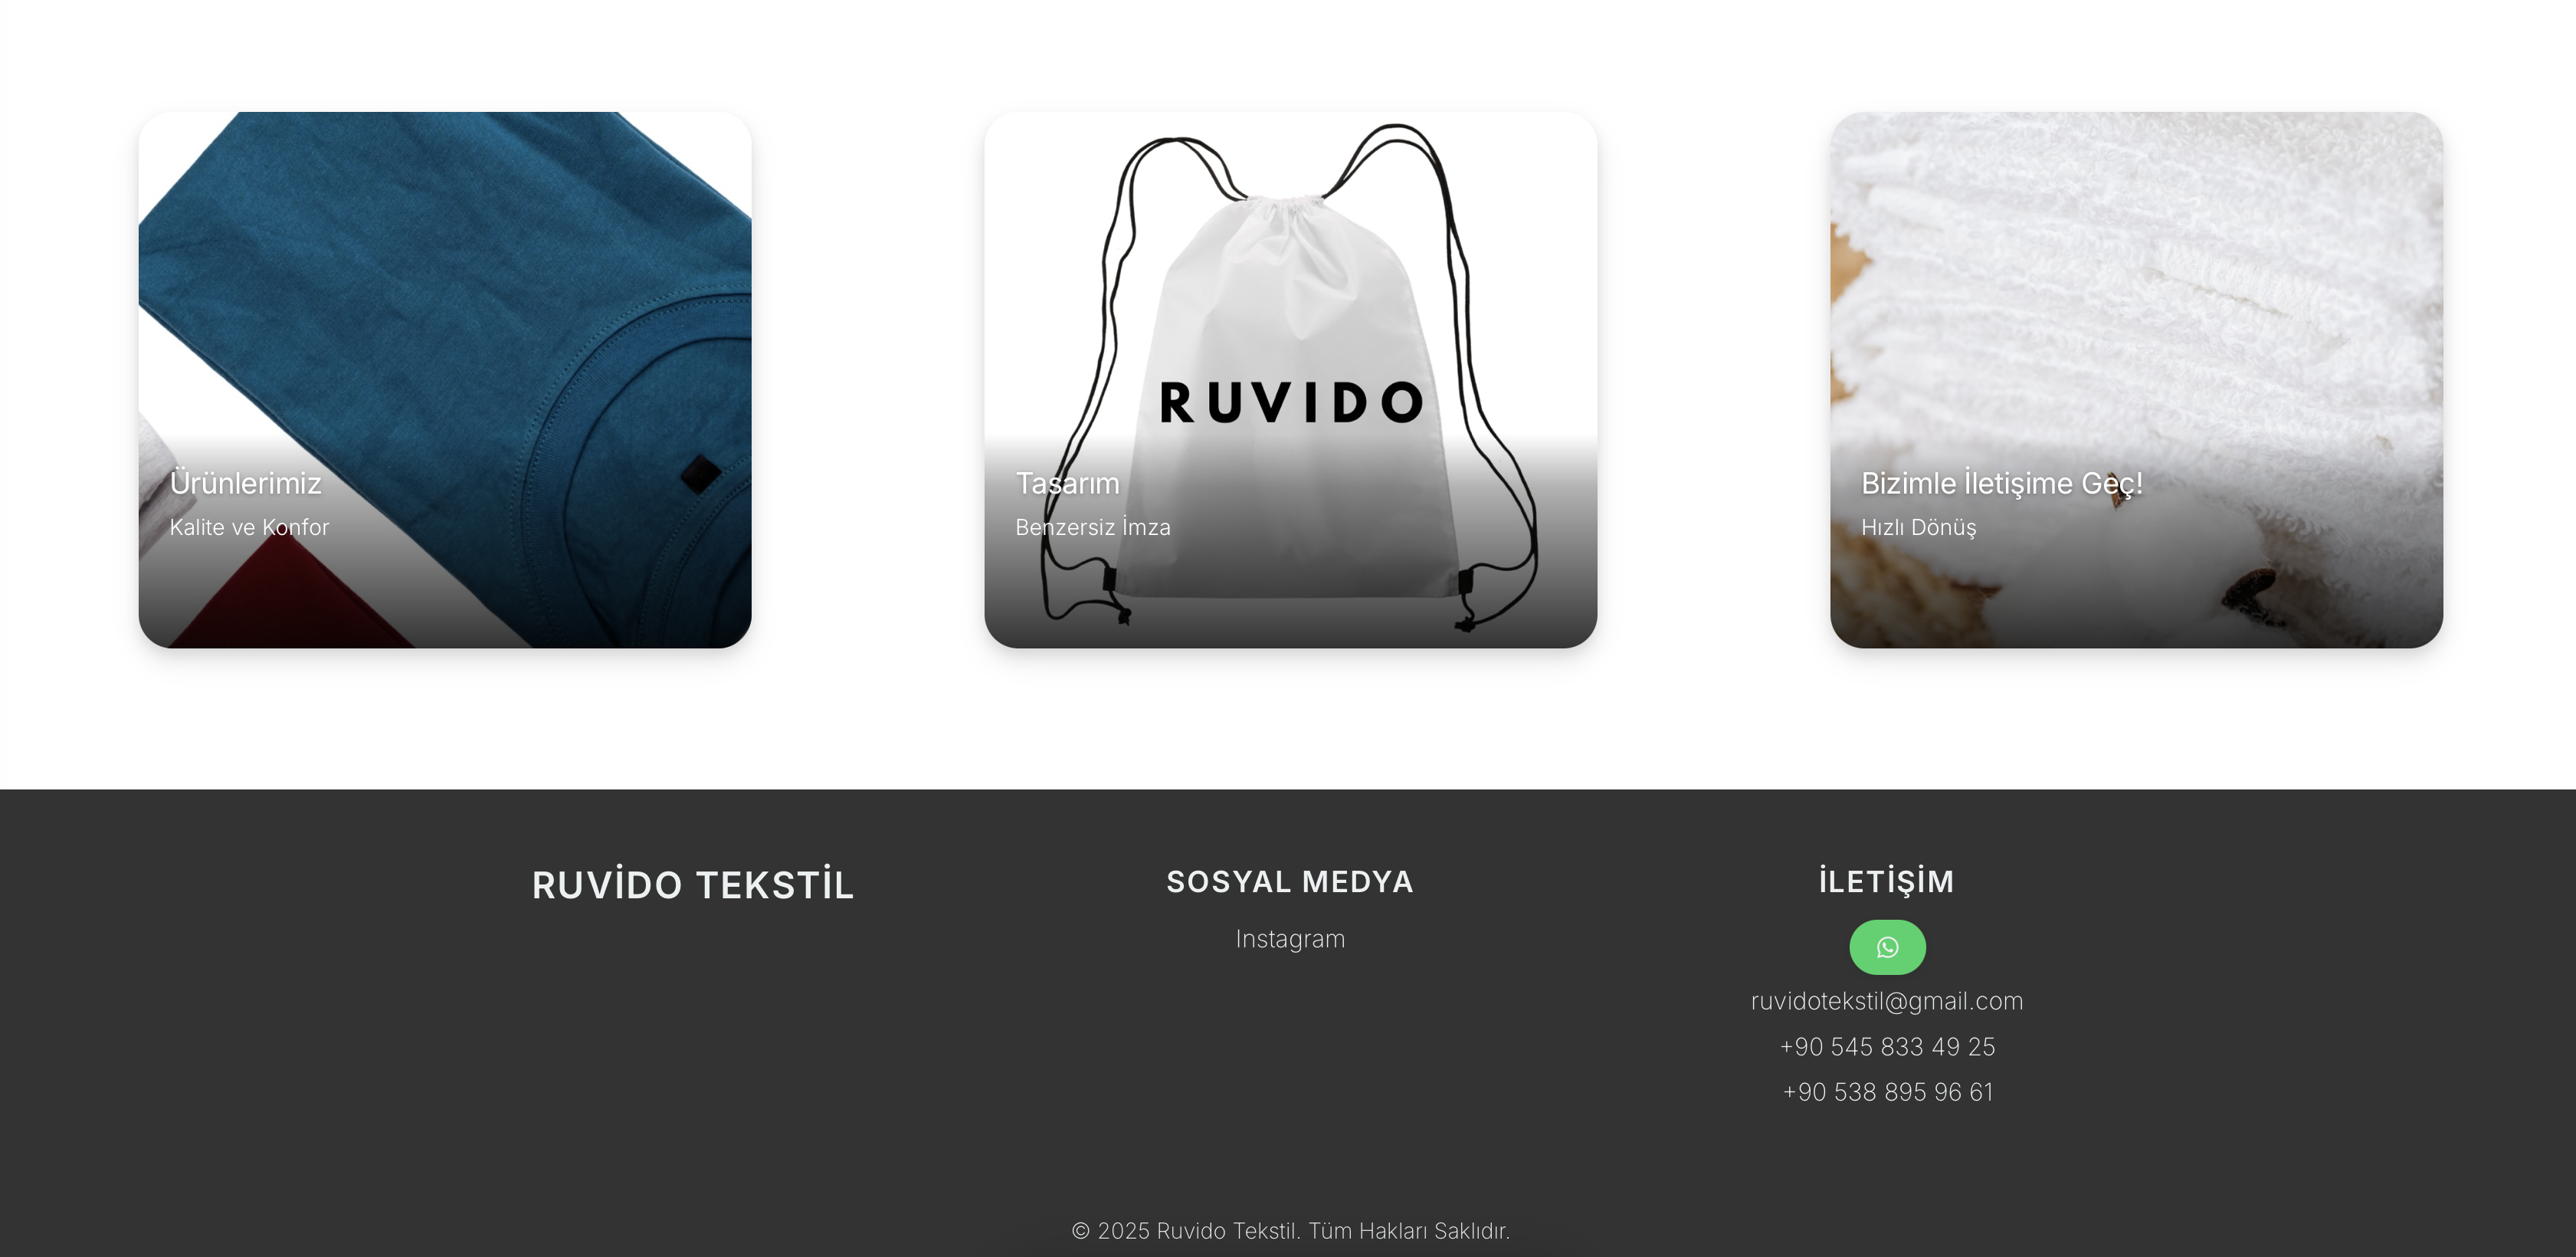 RUVIDO
Ürünlerimiz
Kalite ve Konfor
Tasarım
Benzersiz İmza
Bizimle İletişime Geç!
Hızlı Dönüş
RUVİDO TEKSTİL
SOSYAL MEDYA
Instagram
İLETİŞİM
ruvidotekstil@gmail.com
+90 545 833 49 25
+90 538 895 96 61
© 2025 Ruvido Tekstil. Tüm Hakları Saklıdır.